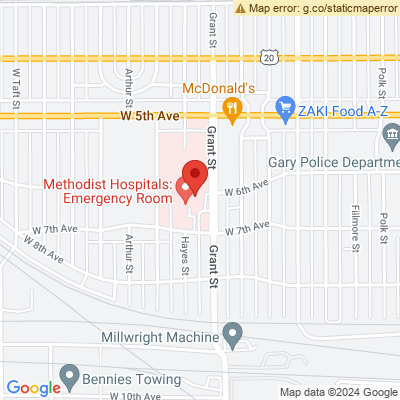 Map error: g.co/staticmaperror
Grant St
20
W Taft St
Arthur St
Polk St
McDonald's
W 5th Ave
ZAKI Food A-Z
Grant St
Gary Police Departme
Methodist Hospitals:
Emergency Room
W 6th Ave
W 7th Ave
W 7th Ave
W 8th Ave
Arthur St
Hayes St
Grant St
Fillmore St
Polk St
Millwright Machine
Bennies Towing
Google
W 10th Ave
Map data ©2024 Google